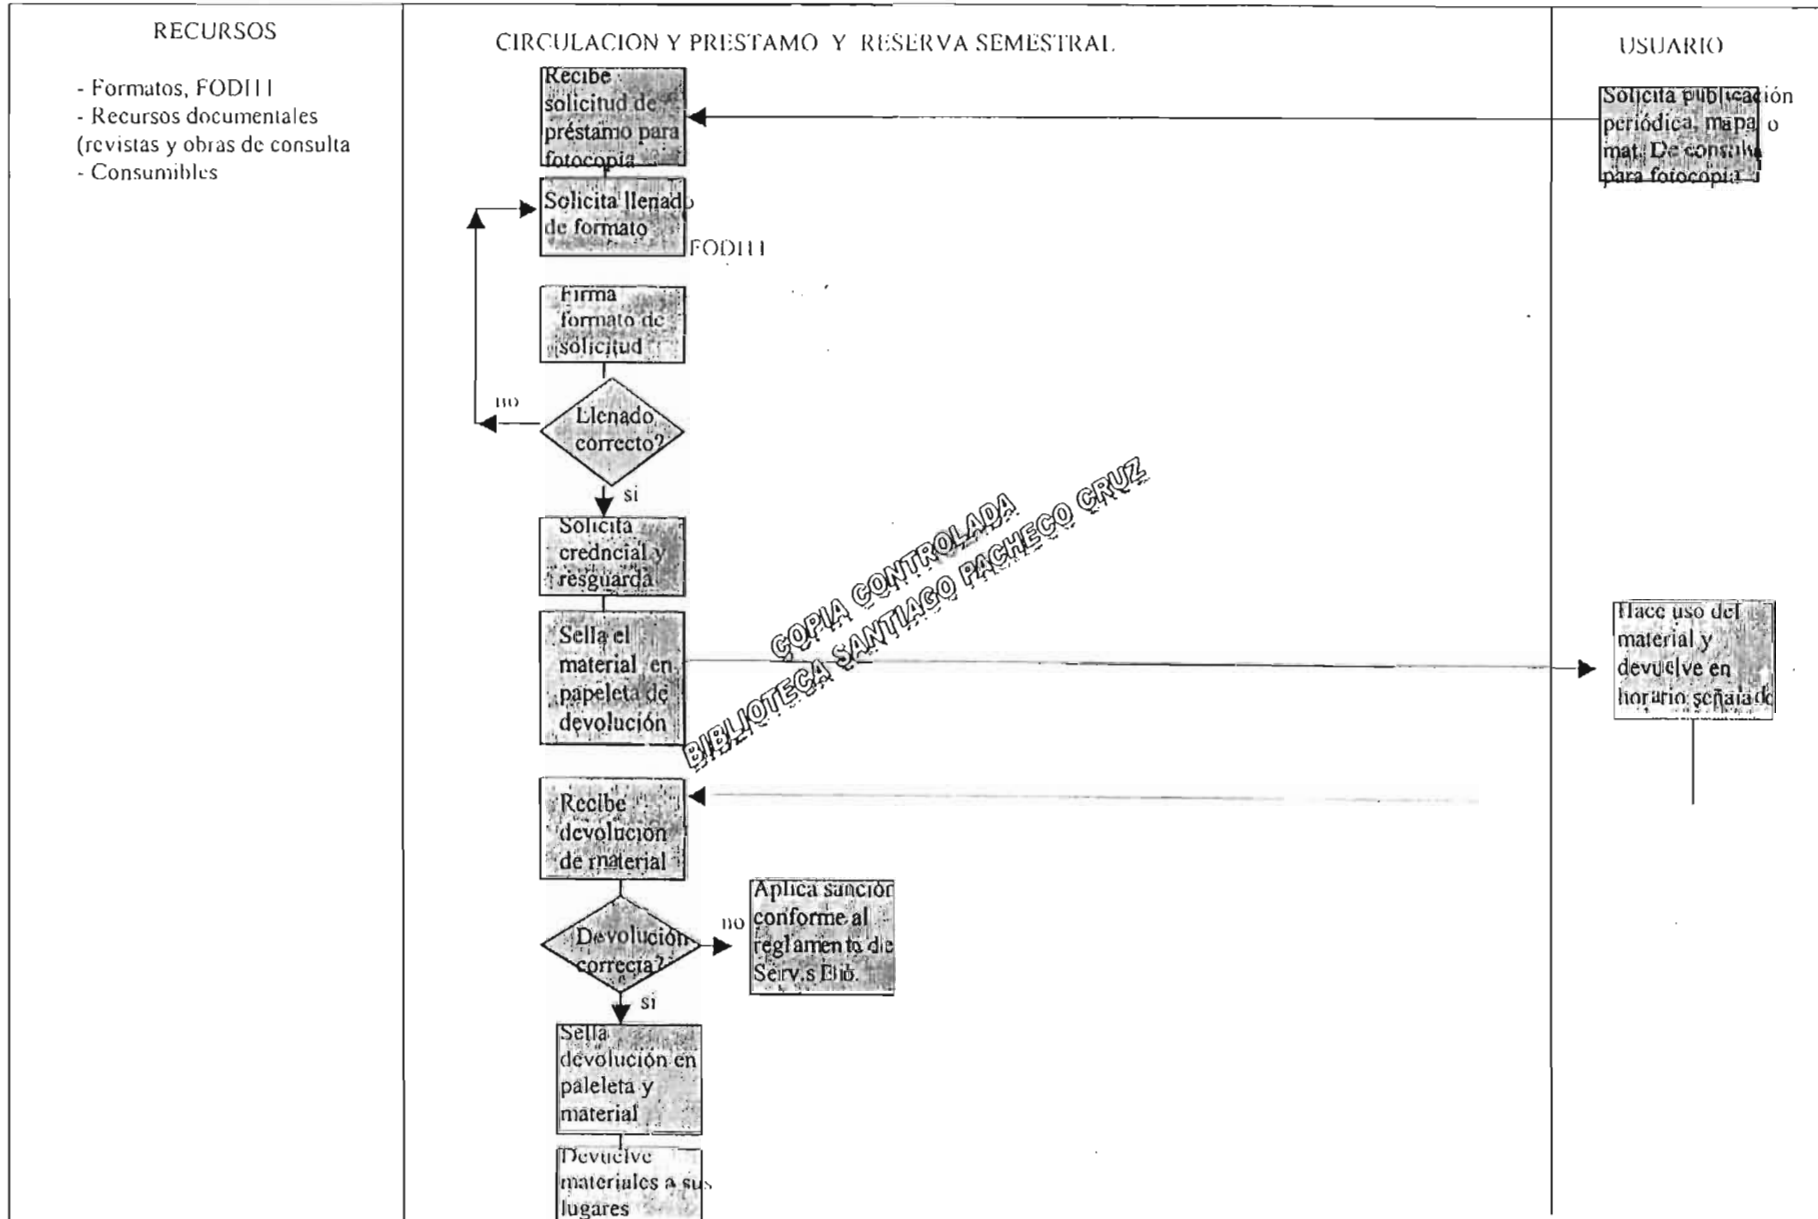 RECURSOS
- Formatos, FODI11
- Recursos documentales
(revistas y obras de consulta
- Consumibles
CIRCULACION Y PRESTAMO Y RESERVA SEMESTRAL
Recibe
solicitud de
préstamo para
fotocopia
Solicita llenado
de formato
FODI11
Firma
formato de
solicitud
Llenado
correcto?
no
si
Solicita
credncial y
resguarda
Sella el
material en
papeleta de
devolución
Recibe
devolución
de material
Devolución
correcta?
no
Aplica sanción
conforme al
reglamento de
Serv.s Bib.
si
Sella
devolución en
paleleta y
material
Devuelve
materiales a sus
lugares
COPIA CONTROLADA
BIBLIOTECA SANTIAGO PACHECO CRUZ
USUARIO
Solicita publicación
periódica, mapa o
mat. De consulta
para fotocopia
Hace uso del
material y
devuelve en
horario señalado